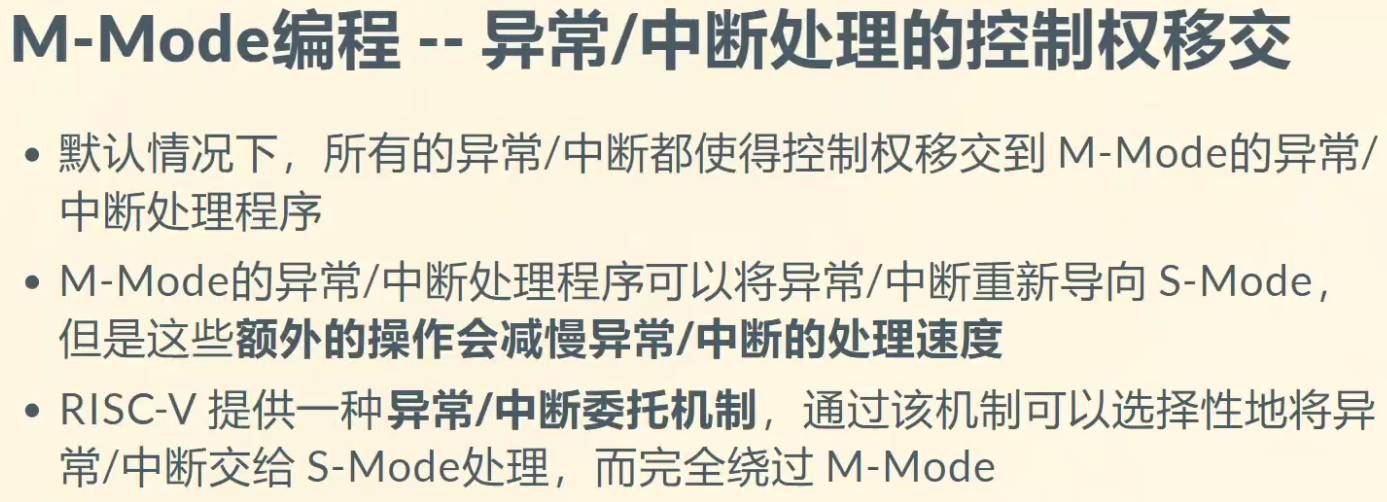 M-Mode编程 -- 异常/中断处理的控制权移交
• 默认情况下，所有的异常/中断都使得控制权移交到 M-Mode的异常/
中断处理程序
• M-Mode的异常/中断处理程序可以将异常/中断重新导向 S-Mode，
但是这些额外的操作会减慢异常/中断的处理速度
• RISC-V 提供一种异常/中断委托机制，通过该机制可以选择性地将异
常/中断交给 S-Mode处理，而完全绕过 M-Mode